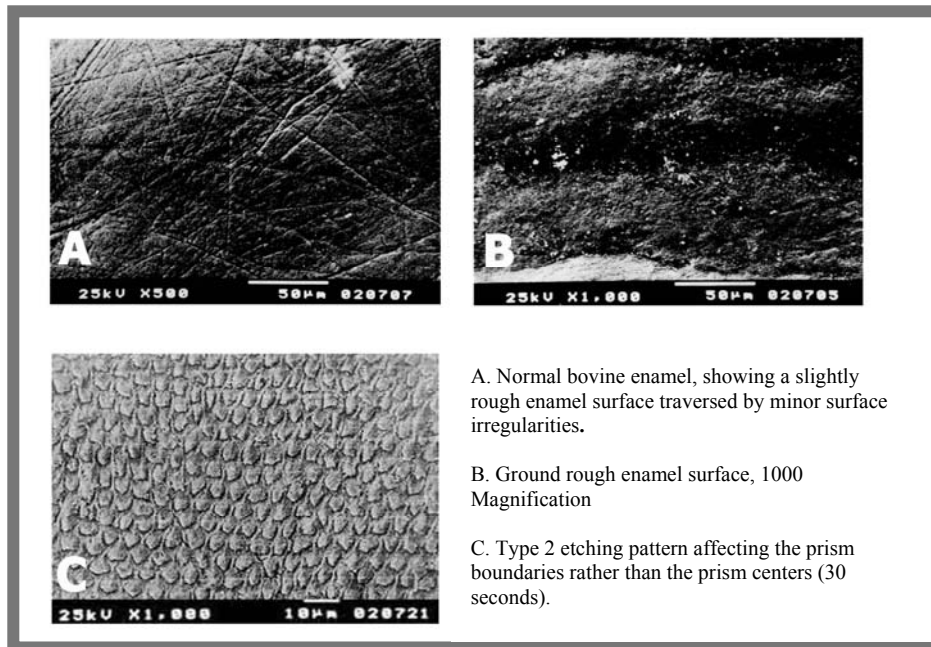 A
25kV X500 50µm 020707
B
25kV X1,000 50µm 020705
C
25kV X1,000 10µm 020721
A. Normal bovine enamel, showing a slightly
rough enamel surface traversed by minor surface
irregularities.
B. Ground rough enamel surface, 1000
Magnification
C. Type 2 etching pattern affecting the prism
boundaries rather than the prism centers (30
seconds).